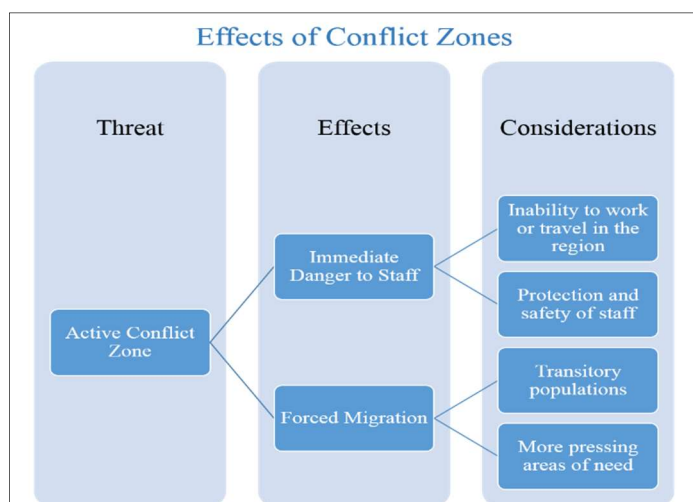 Effects of Conflict Zones
Threat
Effects
Considerations
Active Conflict
Zone
Immediate
Danger to Staff
Forced Migration
Inability to work
or travel in the
region
Protection and
safety of staff
Transitory
populations
More pressing
areas of need